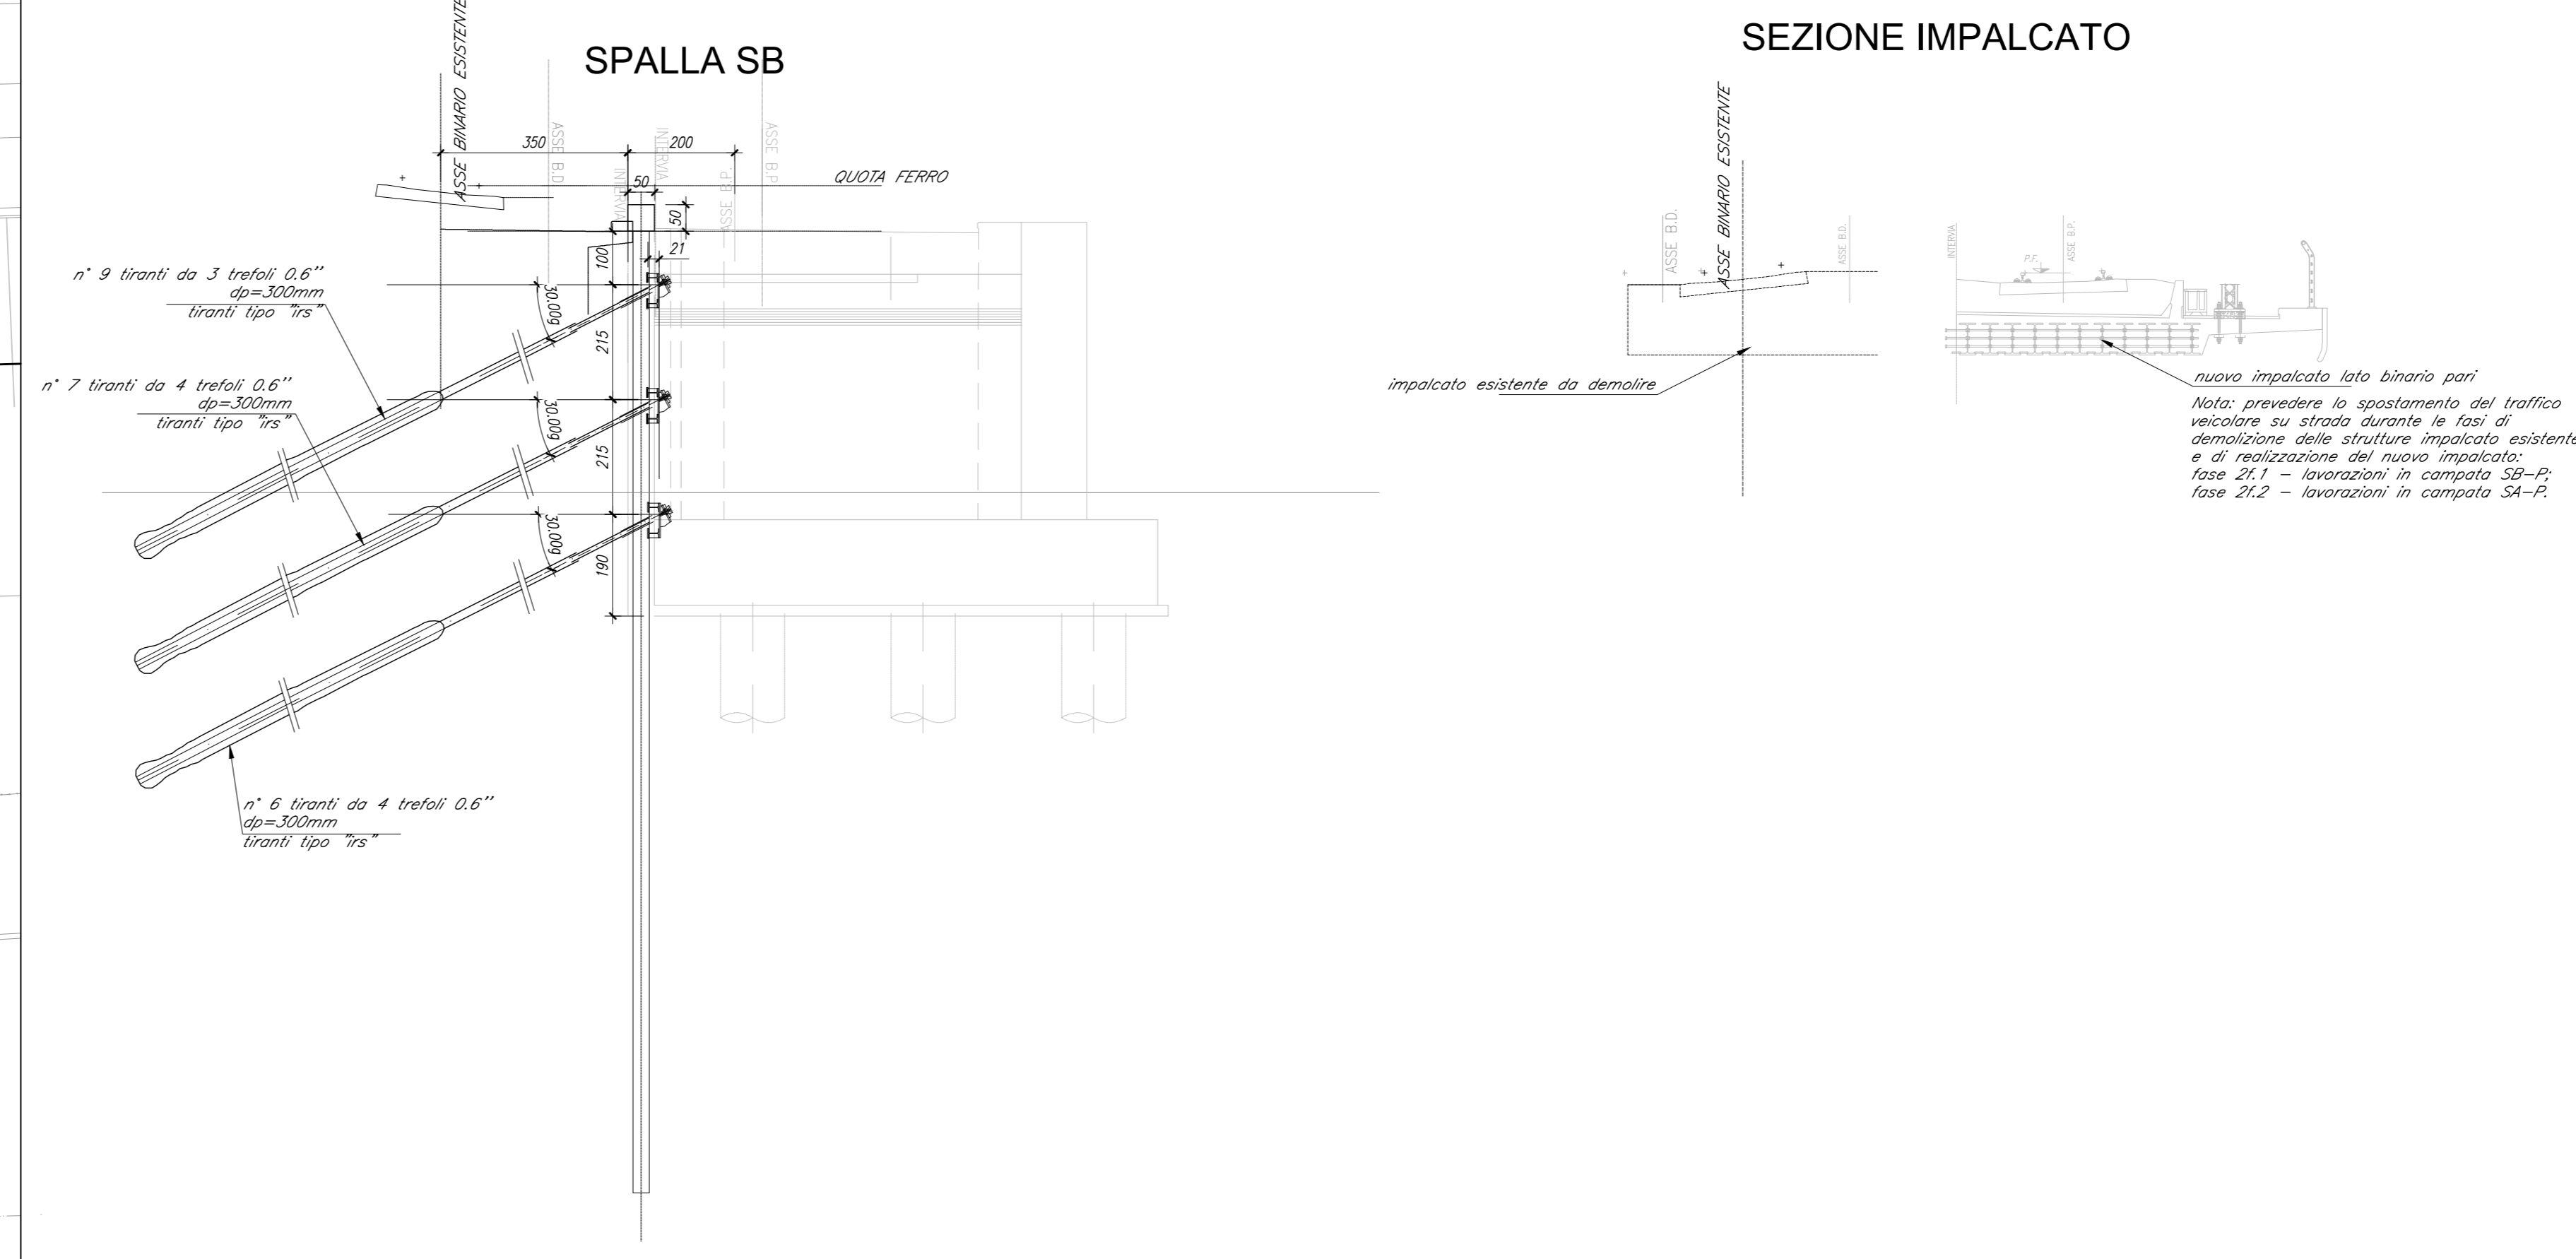 SPALLA SB
ASSE BINARIO ESISTENTE
350
ASSE B.D.
INTERVIA
200
ASSE B.P.
INTERVIA
50
ASSE B.P.
QUOTA FERRO
50
21
100
30.00g
215
30.00g
215
30.00g
190
n° 9 tiranti da 3 trefoli 0.6''
dp=300mm
tiranti tipo "irs"
n° 7 tiranti da 4 trefoli 0.6''
dp=300mm
tiranti tipo "irs"
n° 6 tiranti da 4 trefoli 0.6''
dp=300mm
tiranti tipo "irs"
SEZIONE IMPALCATO
ASSE B.D.
ASSE BINARIO ESISTENTE
ASSE B.D.
INTERVIA
P.F.
ASSE B.P.
impalcato esistente da demolire
nuovo impalcato lato binario pari
Nota: prevedere lo spostamento del traffico
veicolare su strada durante le fasi di
demolizione delle strutture impalcato esistente
e di realizzazione del nuovo impalcato:
fase 2f.1 – lavorazioni in campata SB–P;
fase 2f.2 – lavorazioni in campata SA–P.